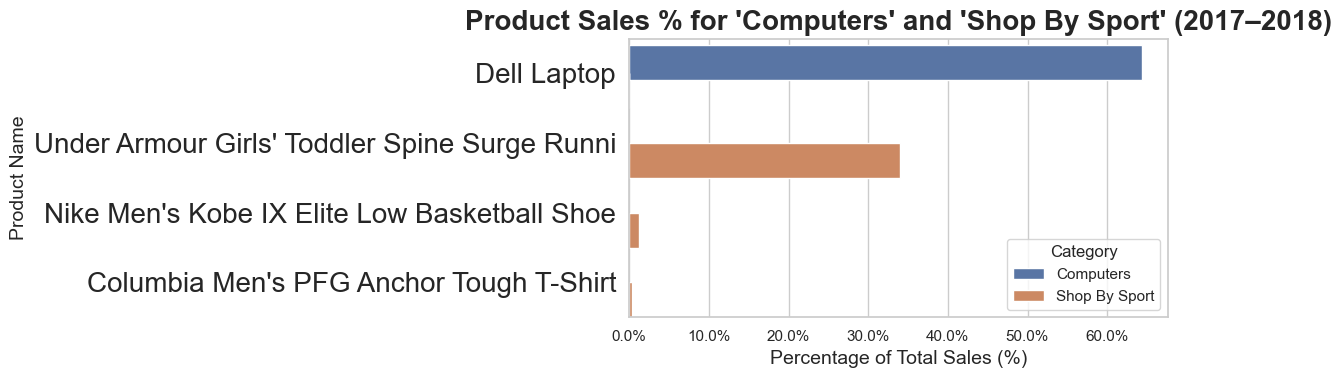 Product Sales % for 'Computers' and 'Shop By Sport' (2017–2018)
Product Name
Dell Laptop
Under Armour Girls' Toddler Spine Surge Runni
Nike Men's Kobe IX Elite Low Basketball Shoe
Columbia Men's PFG Anchor Tough T-Shirt
Category
Computers
Shop By Sport
0.0% 10.0% 20.0% 30.0% 40.0% 50.0% 60.0%
Percentage of Total Sales (%)